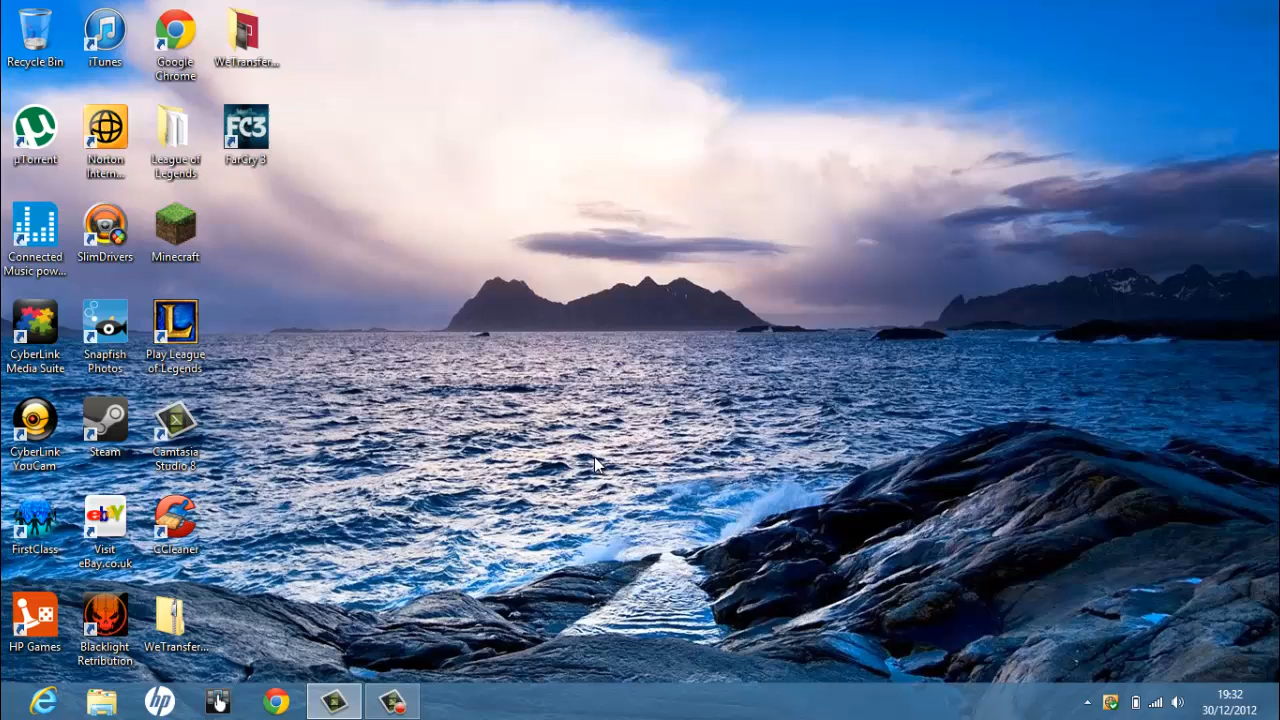 Recycle Bin
iTunes
Google
Chrome
WeTransfer...
µTorrent
Norton
Intern...
League of
Legends
FC3
FarCry 3
Connected
Music pow...
SlimDrivers
Minecraft
CyberLink
Media Suite
Snapfish
Photos
L
Play League
of Legends
CyberLink
YouCam
Steam
Camtasia
Studio 8
FirstClass
ebY
Visit
eBay.co.uk
CCleaner
HP Games
Blacklight
Retribution
WeTransfer...
hp
19:32
30/12/2012